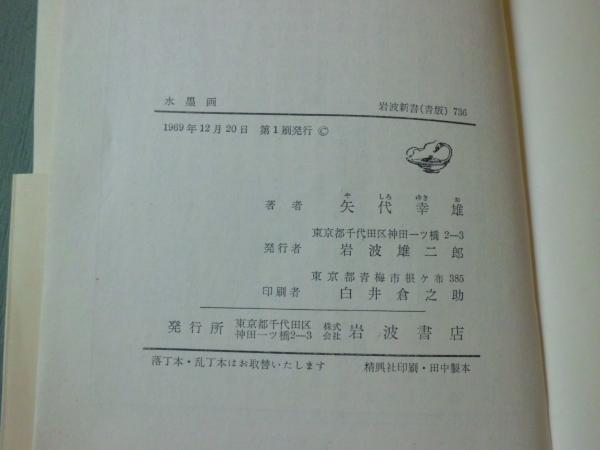 水墨画 岩波新書(青版) 736
1969年12月20日 第1刷発行 ©
や しろ ゆき お
著者 矢代幸雄
東京都千代田区神田一ツ橋 2—3
発行者 岩波雄二郎
東京都青梅市根ヶ布 385
印刷者 白井倉之助
発行所 東京都千代田区 神田一ツ橋2—3 株式会社 岩波書店
落丁本・乱丁本はお取替いたします 精興社印刷・田中製本